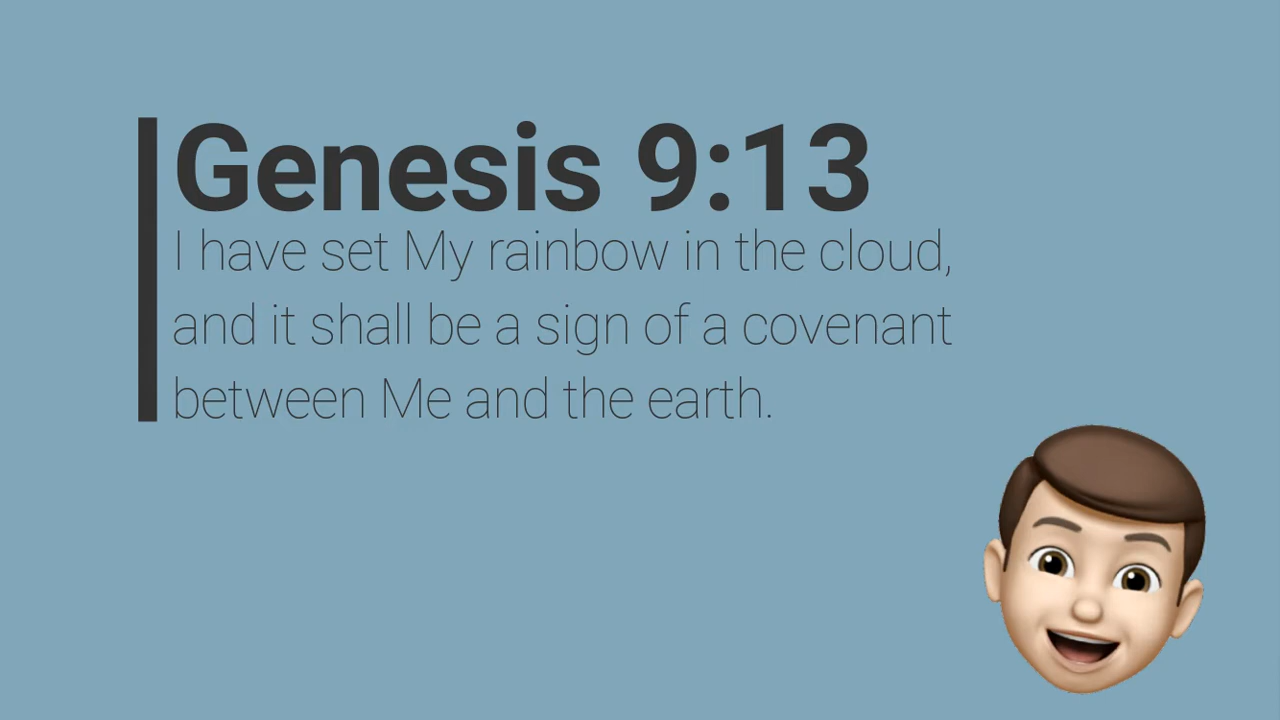 Genesis 9:13
I have set My rainbow in the cloud,
and it shall be a sign of a covenant
between Me and the earth.